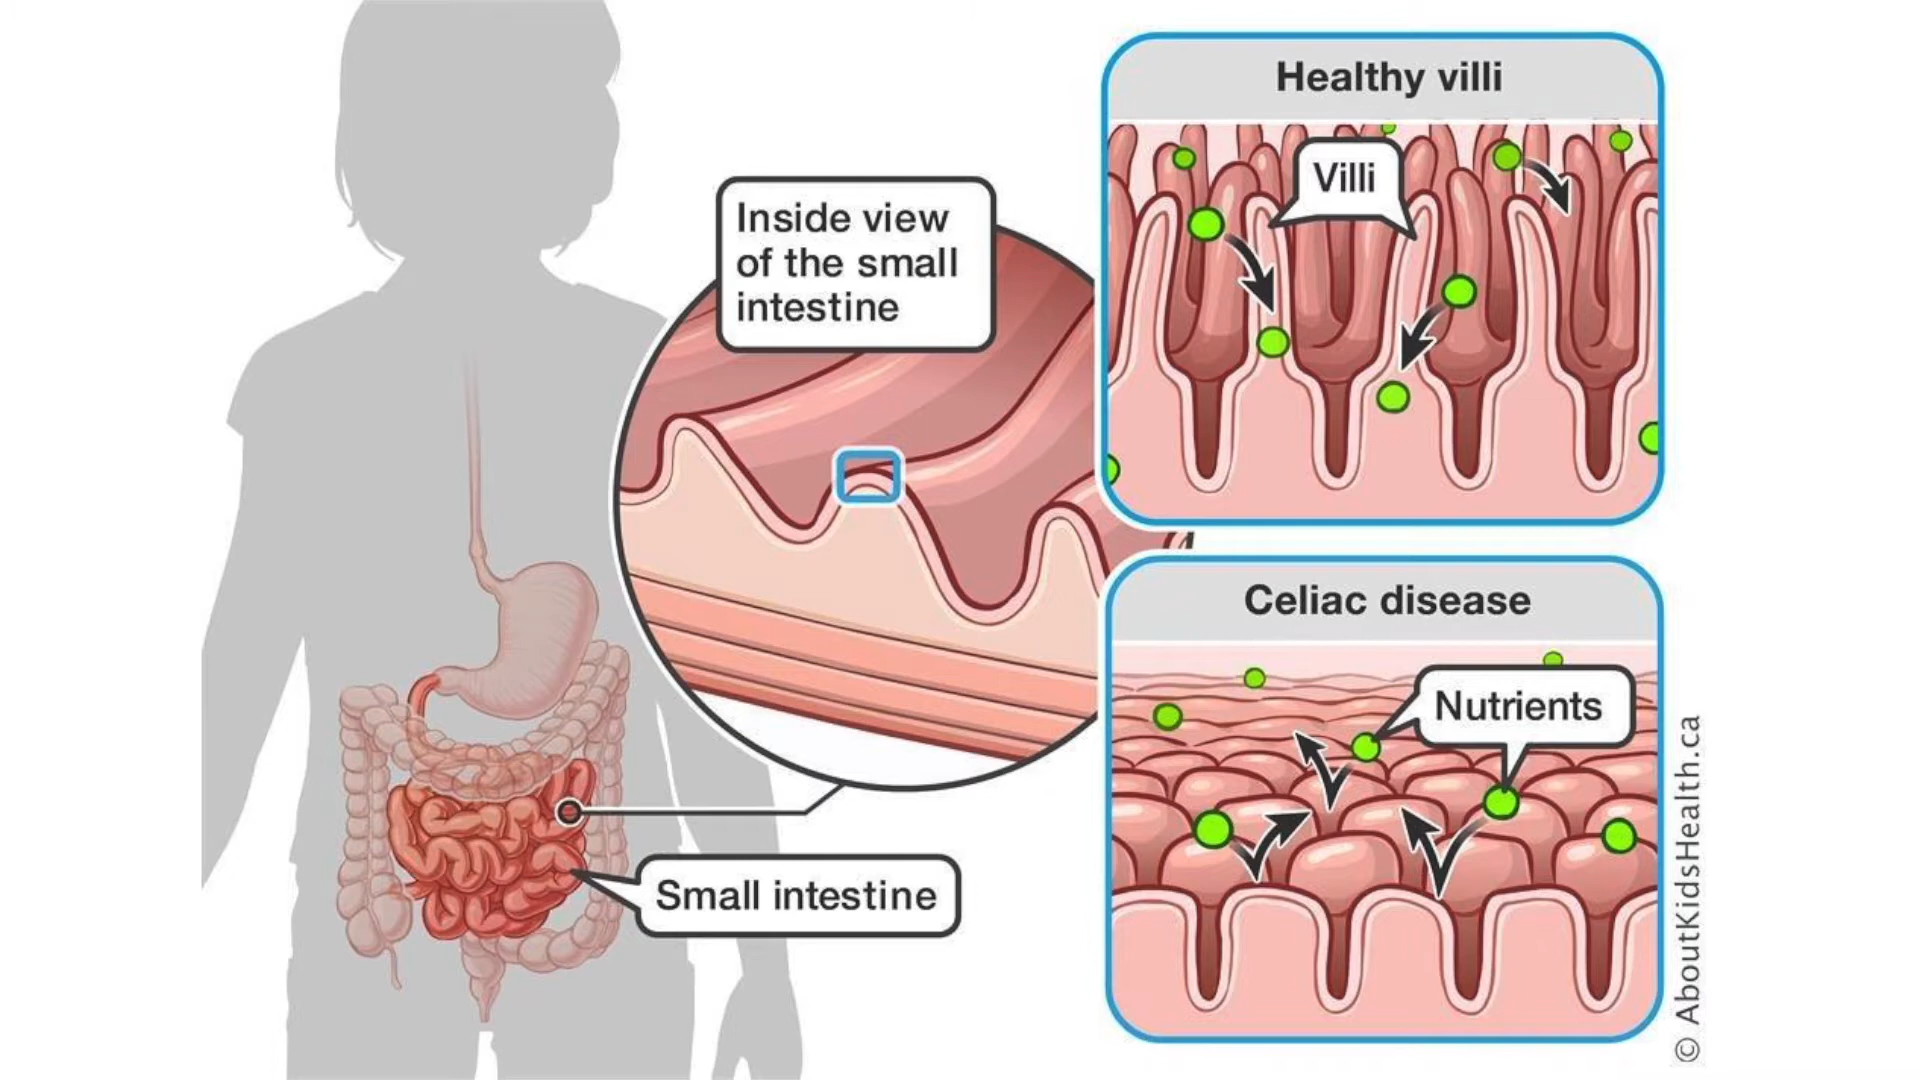 Healthy villi
Villi
Inside view
of the small
intestine
Celiac disease
Nutrients
Small intestine
© AboutKidsHealth.ca